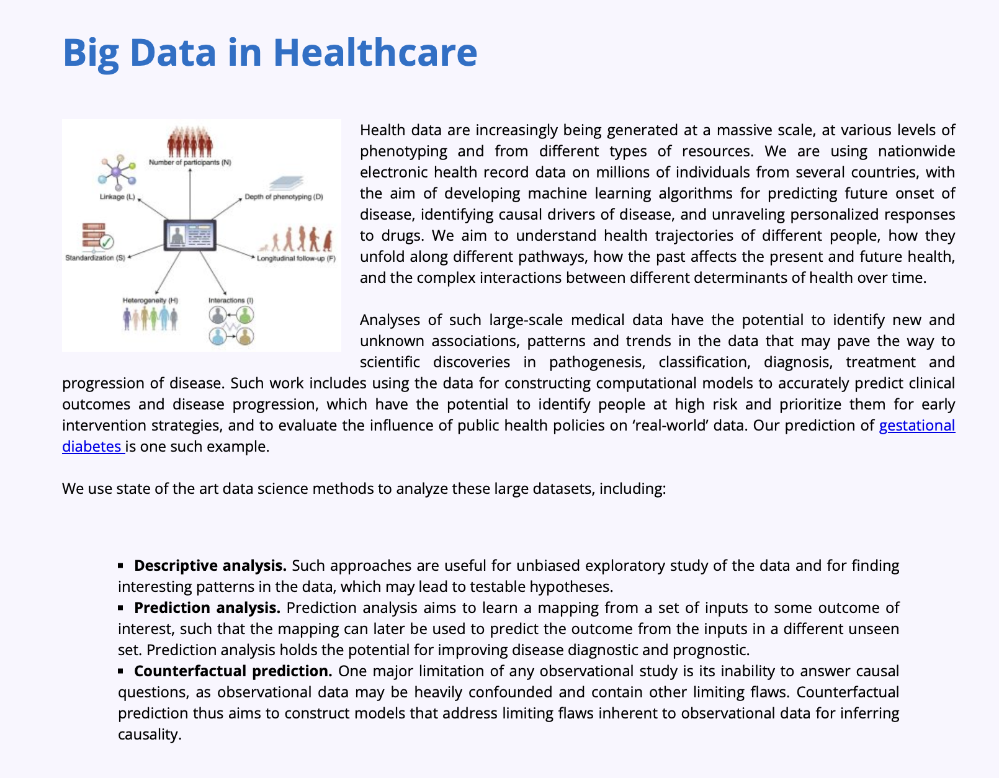 Big Data in Healthcare
Number of participants (N)
Linkage (L)
Depth of phenotyping (D)
Standardization (S)
Longitudinal follow-up (F)
Heterogeneity (H)
Interactions (I)
Health data are increasingly being generated at a massive scale, at various levels of
phenotyping and from different types of resources. We are using nationwide
electronic health record data on millions of individuals from several countries, with
the aim of developing machine learning algorithms for predicting future onset of
disease, identifying causal drivers of disease, and unraveling personalized responses
to drugs. We aim to understand health trajectories of different people, how they
unfold along different pathways, how the past affects the present and future health,
and the complex interactions between different determinants of health over time.
Analyses of such large-scale medical data have the potential to identify new and
unknown associations, patterns and trends in the data that may pave the way to
scientific discoveries in pathogenesis, classification, diagnosis, treatment and
progression of disease. Such work includes using the data for constructing computational models to accurately predict clinical
outcomes and disease progression, which have the potential to identify people at high risk and prioritize them for early
intervention strategies, and to evaluate the influence of public health policies on ‘real-world’ data. Our prediction of gestational
diabetes is one such example.
We use state of the art data science methods to analyze these large datasets, including:
▪ Descriptive analysis. Such approaches are useful for unbiased exploratory study of the data and for finding
interesting patterns in the data, which may lead to testable hypotheses.
▪ Prediction analysis. Prediction analysis aims to learn a mapping from a set of inputs to some outcome of
interest, such that the mapping can later be used to predict the outcome from the inputs in a different unseen
set. Prediction analysis holds the potential for improving disease diagnostic and prognostic.
▪ Counterfactual prediction. One major limitation of any observational study is its inability to answer causal
questions, as observational data may be heavily confounded and contain other limiting flaws. Counterfactual
prediction thus aims to construct models that address limiting flaws inherent to observational data for inferring
causality.